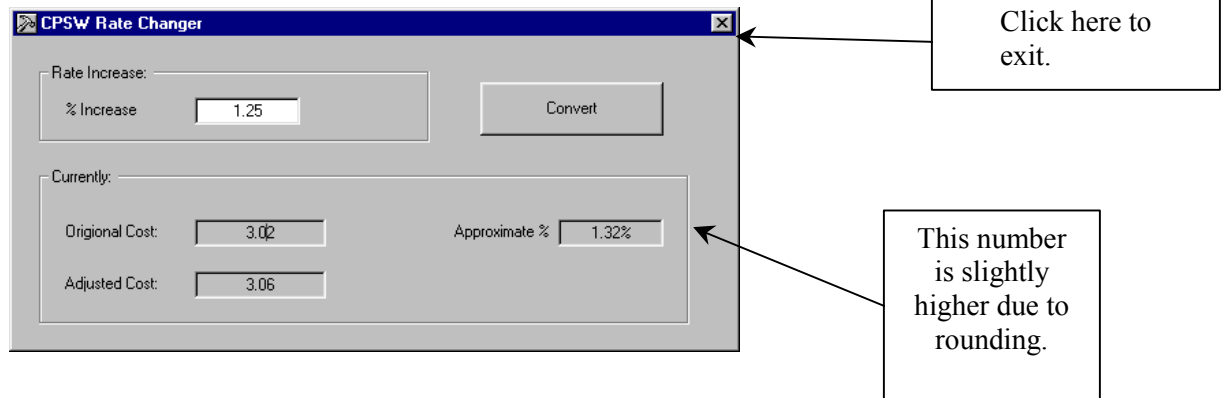 CPSW Rate Changer
Click here to
exit.
Rate Increase:
% Increase 1.25
Convert
Currently:
Origional Cost: 3.02
Approximate % 1.32%
Adjusted Cost: 3.06
This number
is slightly
higher due to
rounding.